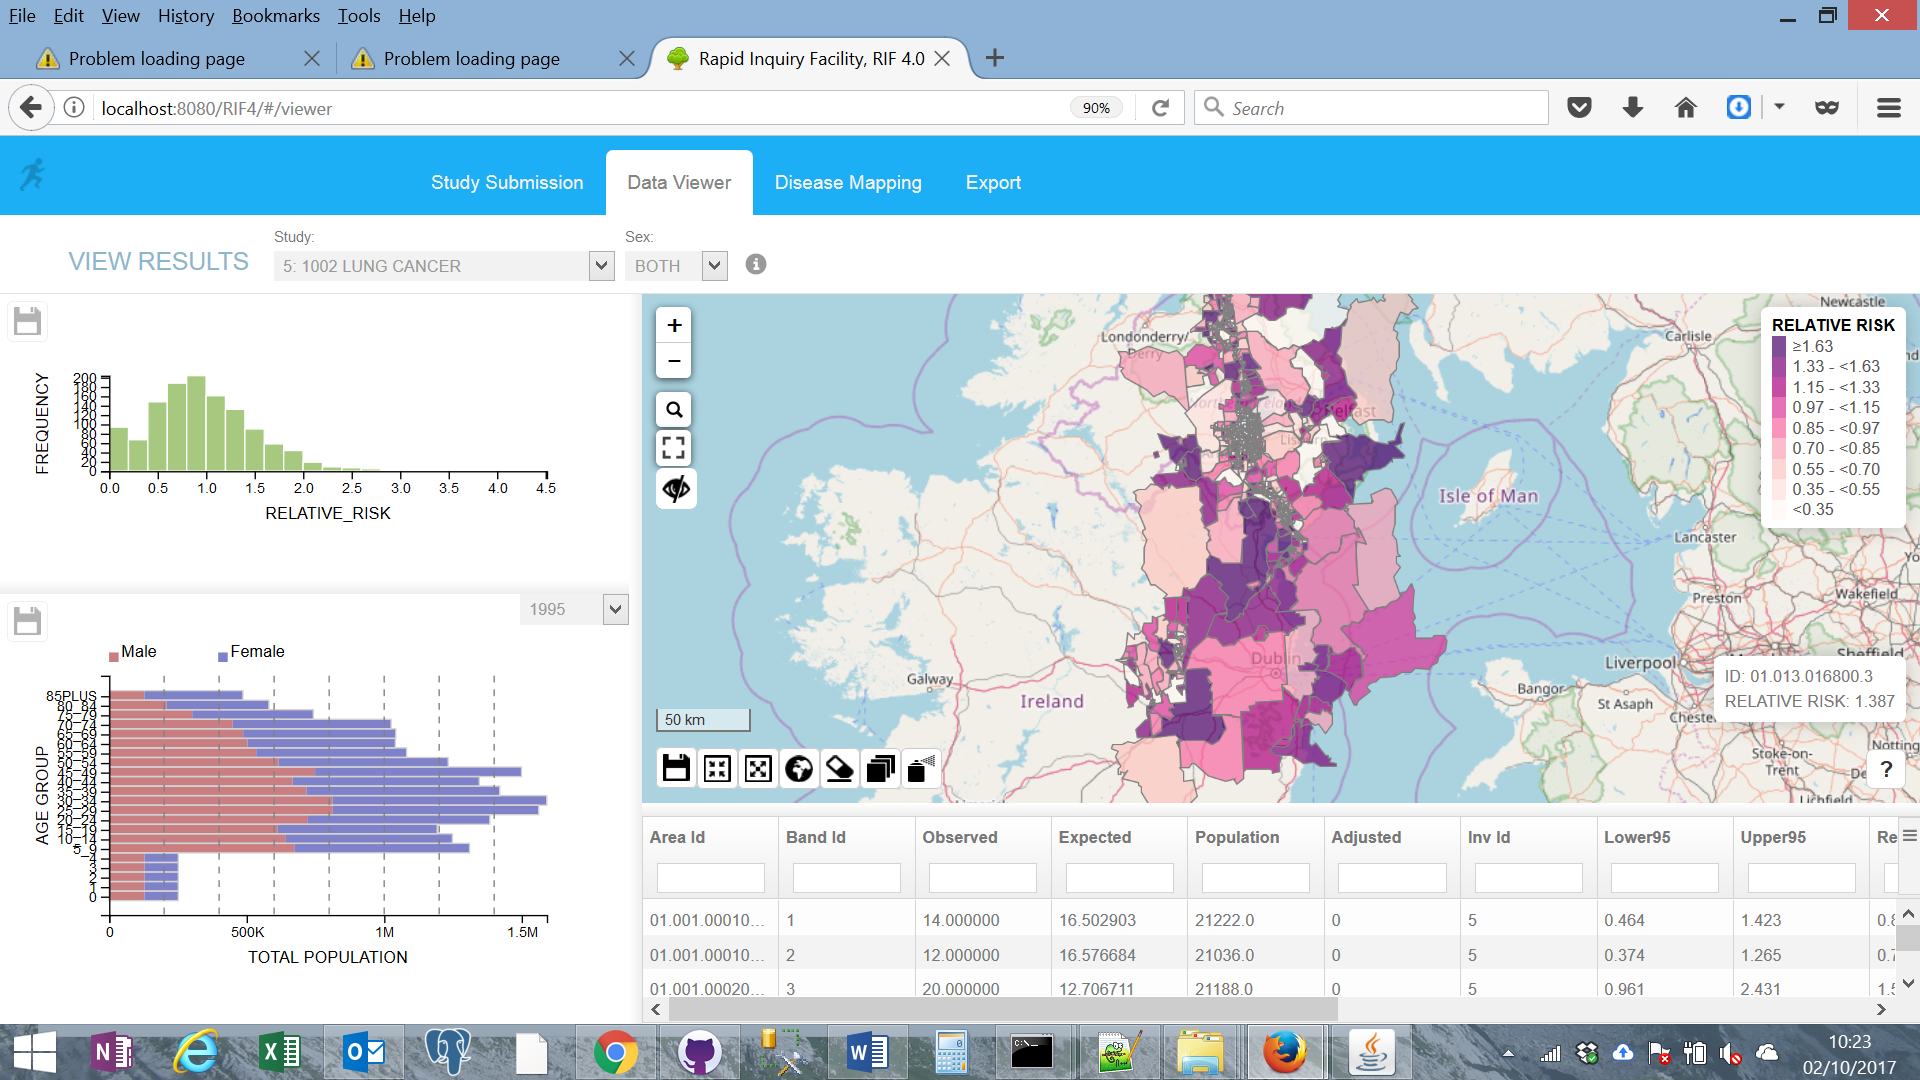 File Edit View History Bookmarks Tools Help
Problem loading page
Problem loading page
Rapid Inquiry Facility, RIF 4.0
localhost:8080/RIF4/#/viewer
90%
Search
Study Submission
Data Viewer
Disease Mapping
Export
VIEW RESULTS
Study:
5: 1002 LUNG CANCER
Sex:
BOTH
FREQUENCY
200
180
160
140
120
100
80
60
40
20
0
0.0 0.5 1.0 1.5 2.0 2.5 3.0 3.5 4.0 4.5
RELATIVE_RISK
1995
Male Female
AGE GROUP
85PLUS
80_84
75_79
70_74
65_69
60_64
55_59
50_54
45_49
40_44
35_39
30_34
25_29
20_24
15_19
10_14
5_9
4
3
2
1
0
0 500K 1M 1.5M
TOTAL POPULATION
+
−
Londonderry/
Derry
Northern Ireland
Belfast
Isle of Man
Newcastle
Carlisle
Lancaster
Preston
Wakefield
Liverpool
Sheffield
Bangor
St Asaph
Stoke-on-
Trent
Lichfield
Galway
Ireland
Dublin
50 km
RELATIVE RISK
≥1.63
1.33 - <1.63
1.15 - <1.33
0.97 - <1.15
0.85 - <0.97
0.70 - <0.85
0.55 - <0.70
0.35 - <0.55
<0.35
ID: 01.013.016800.3
RELATIVE RISK: 1.387
?
Area Id Band Id Observed Expected Population Adjusted Inv Id Lower95 Upper95 Re
01.001.00010... 1 14.000000 16.502903 21222.0 0 5 0.464 1.423
01.001.00010... 2 12.000000 16.576684 21036.0 0 5 0.374 1.265
01.001.00020... 3 20.000000 12.706711 21188.0 0 5 0.961 2.431
10:23
02/10/2017